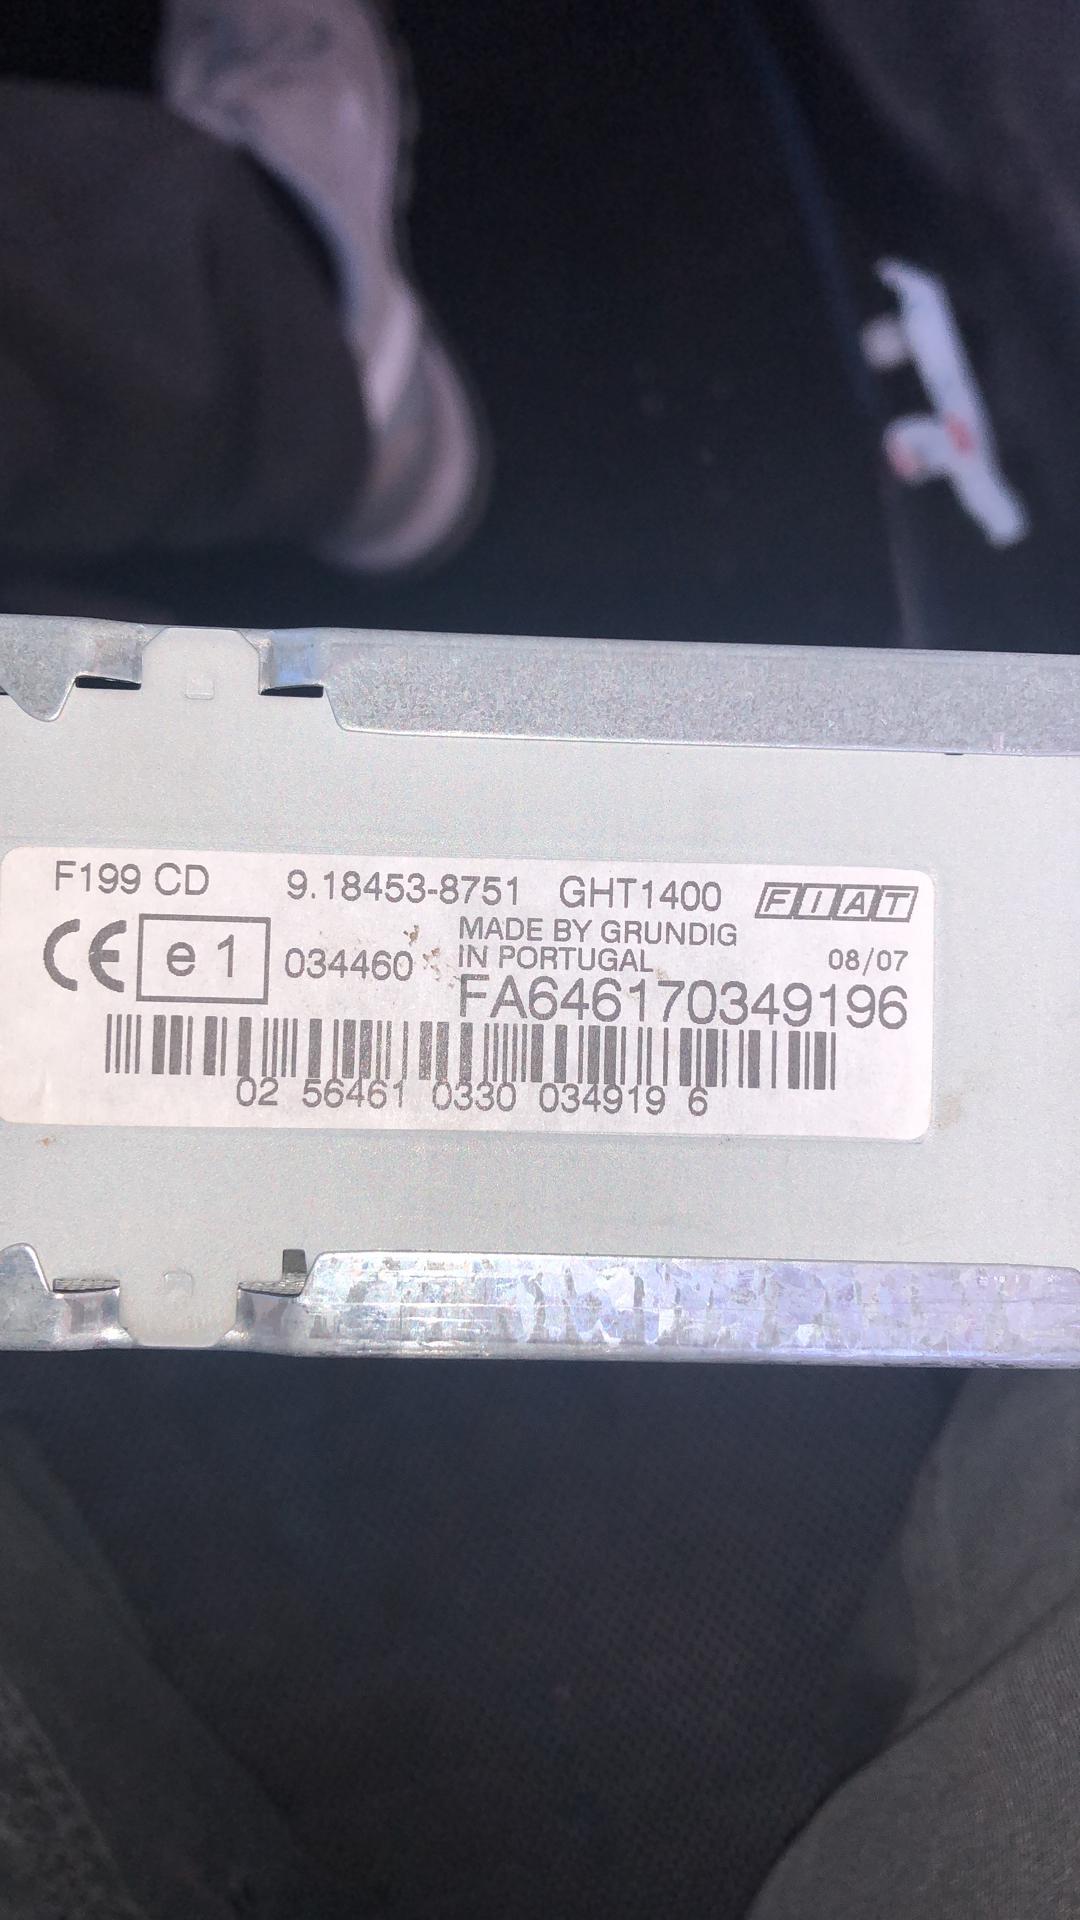 F199 CD 9.18453-8751 GHT1400 FIAT
MADE BY GRUNDIG
CE e1 034460 IN PORTUGAL 08/07
FA646170349196
02 56461 0330 034919 6